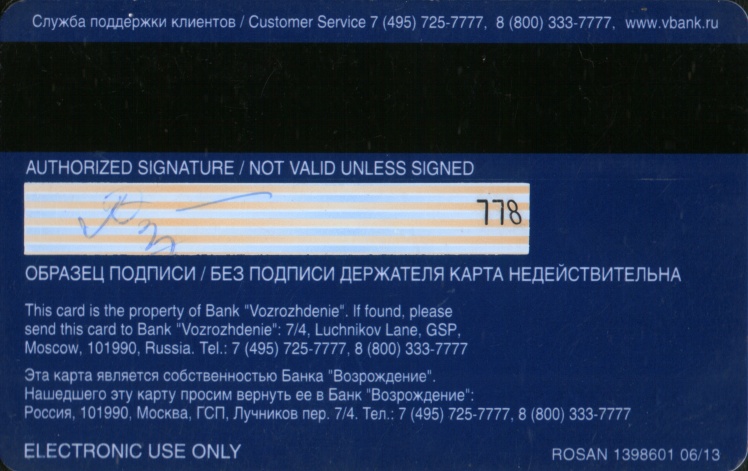 Служба поддержки клиентов / Customer Service 7 (495) 725-7777, 8 (800) 333-7777, www.vbank.ru
AUTHORIZED SIGNATURE / NOT VALID UNLESS SIGNED
778
ОБРАЗЕЦ ПОДПИСИ / БЕЗ ПОДПИСИ ДЕРЖАТЕЛЯ КАРТА НЕДЕЙСТВИТЕЛЬНА
This card is the property of Bank "Vozrozhdenie". If found, please
send this card to Bank "Vozrozhdenie": 7/4, Luchnikov Lane, GSP,
Moscow, 101990, Russia. Tel.: 7 (495) 725-7777, 8 (800) 333-7777
Эта карта является собственностью Банка "Возрождение".
Нашедшего эту карту просим вернуть ее в Банк "Возрождение":
Россия, 101990, Москва, ГСП, Лучников пер. 7/4. Тел.: 7 (495) 725-7777, 8 (800) 333-7777
ELECTRONIC USE ONLY
ROSAN 1398601 06/13